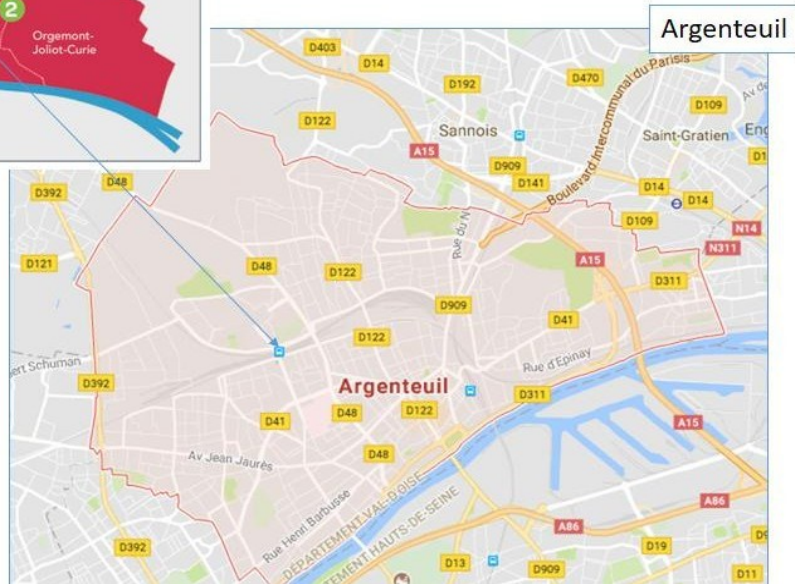 Argenteuil
2
Orgemont-
Joliot-Curie
D403
D14
D192
D470
Boulevard Intercommunal du Parisis
D109
D122
Sannois
Saint-Gratien
A15
D909
D141
D392
D48
D14
D14
D109
N14
N311
D121
Rue du
D48
D122
A15
D311
D909
D41
D122
Rue d'Epinay
ert Schuman
D392
Argenteuil
D311
D41
D48
D122
A15
Av Jean Jaurès
D48
DÉPARTEMENT VAL-D'OISE
TEMENT HAUTS-DE-SEINE
Rue Henri Barbusse
A86
A86
D392
D13
D909
D19
D11